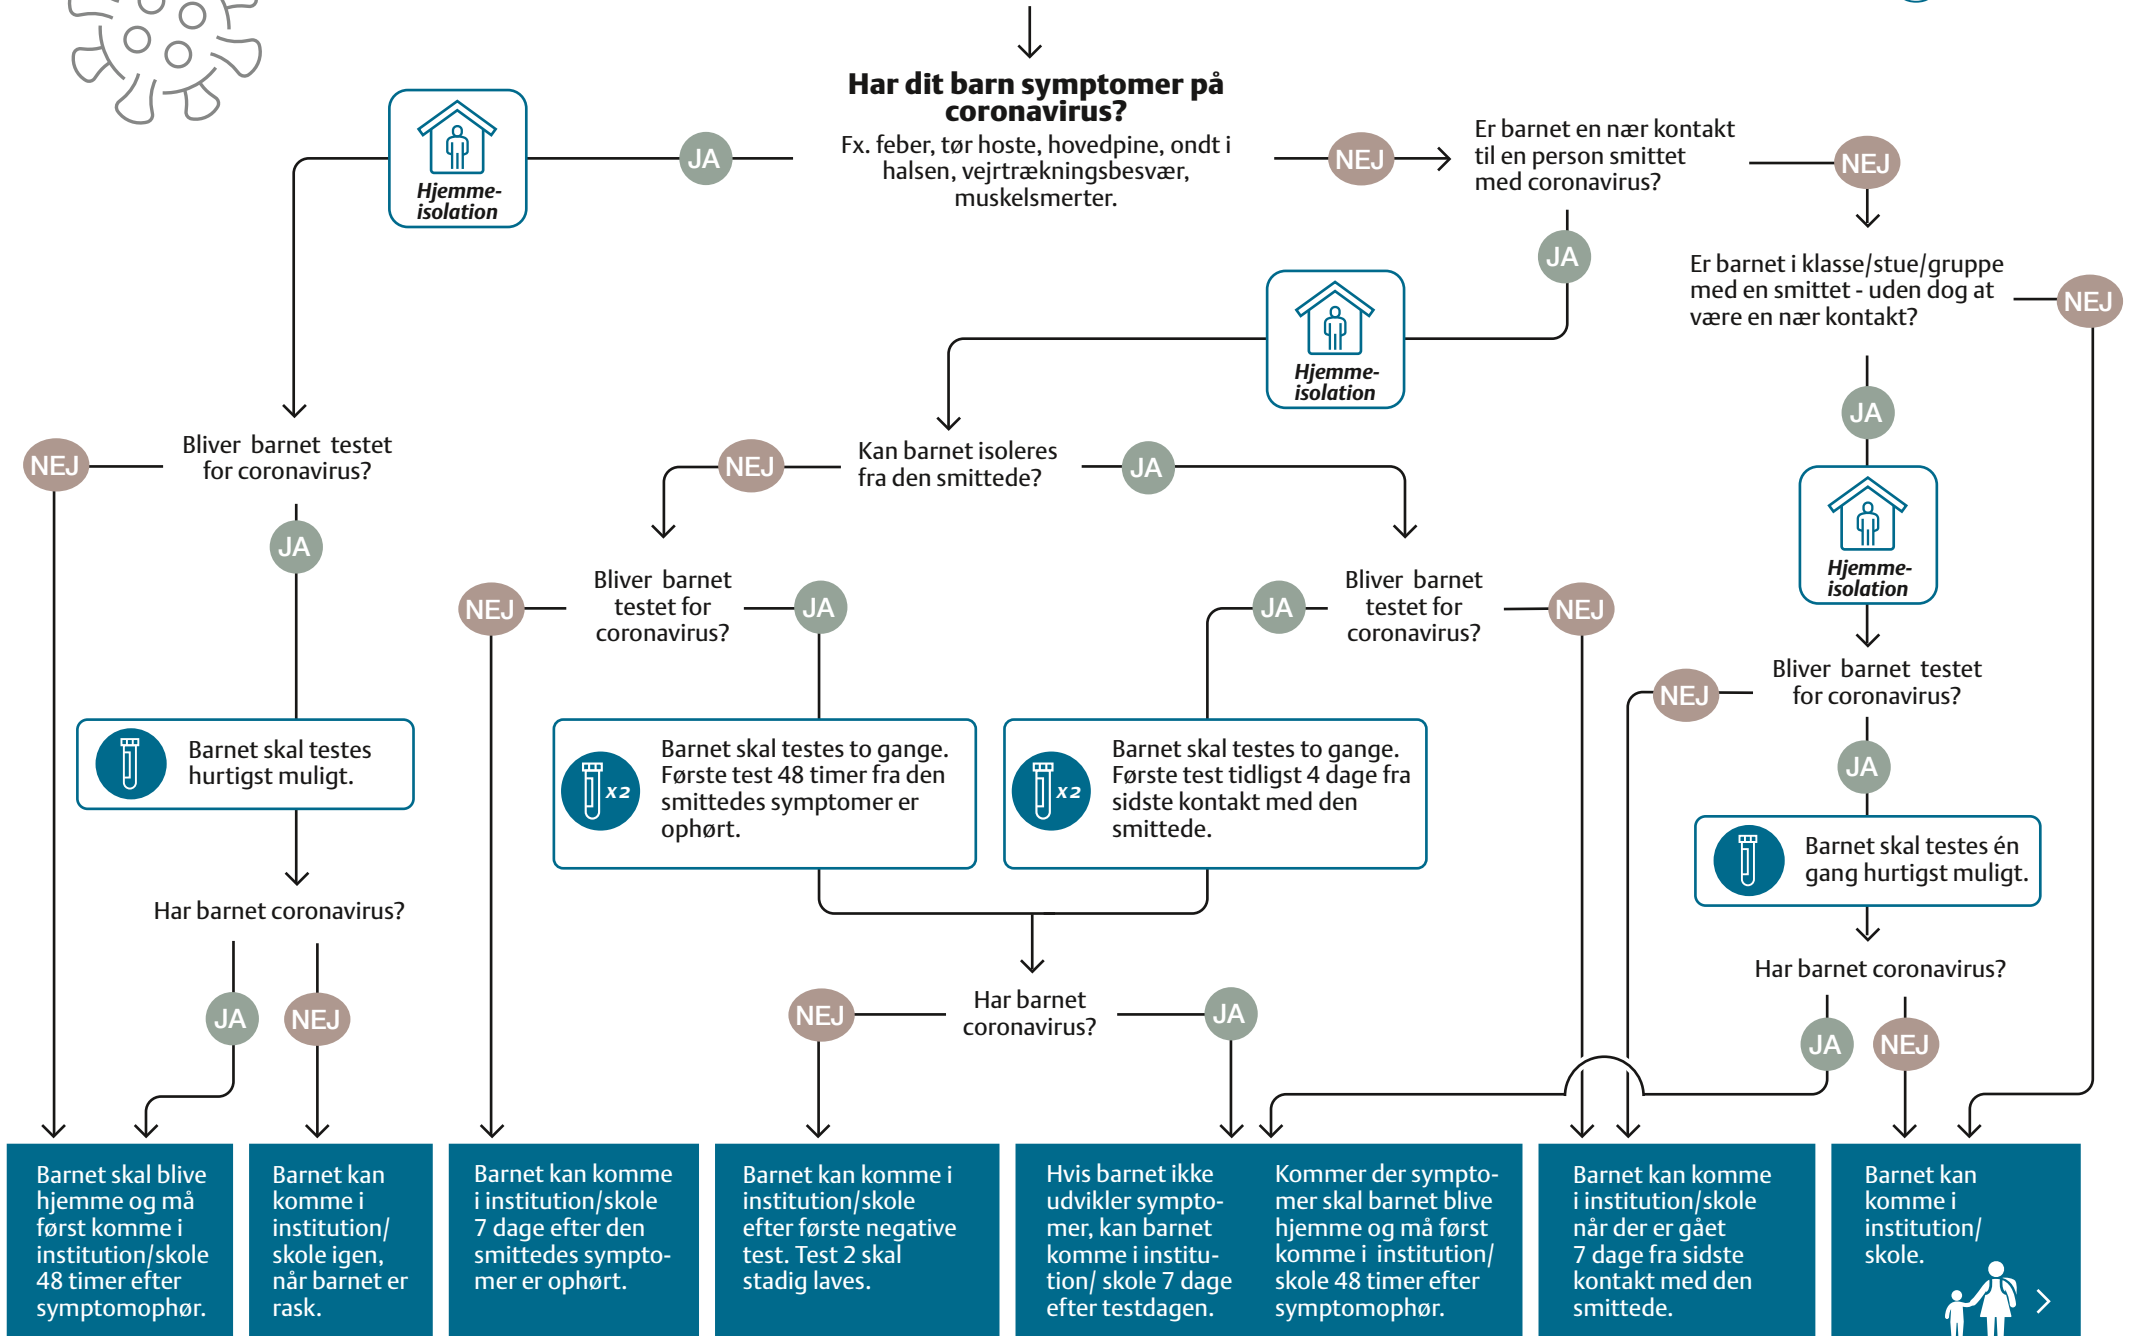 Har dit barn symptomer på
coronavirus?
Fx. feber, tør hoste, hovedpine, ondt i
halsen, vejrtrækningsbesvær,
muskelsmerter.
JA
Hjemme-
isolation
NEJ
Er barnet en nær kontakt
til en person smittet
med coronavirus?
NEJ
JA
Er barnet i klasse/stue/gruppe
med en smittet - uden dog at
være en nær kontakt?
NEJ
JA
Hjemme-
isolation
Hjemme-
isolation
Bliver barnet testet
for coronavirus?
NEJ
JA
Kan barnet isoleres
fra den smittede?
NEJ
JA
Bliver barnet
testet for
coronavirus?
NEJ
JA
Bliver barnet
testet for
coronavirus?
JA
NEJ
Bliver barnet testet
for coronavirus?
NEJ
JA
Barnet skal testes
hurtigst muligt.
x2
Barnet skal testes to gange.
Første test 48 timer fra den
smittedes symptomer er
ophørt.
x2
Barnet skal testes to gange.
Første test tidligst 4 dage fra
sidste kontakt med den
smittede.
Barnet skal testes én
gang hurtigst muligt.
Har barnet coronavirus?
JA
NEJ
Har barnet
coronavirus?
NEJ
JA
Har barnet coronavirus?
JA
NEJ
Barnet skal blive
hjemme og må
først komme i
institution/skole
48 timer efter
symptomophør.
Barnet kan
komme i
institution/
skole igen,
når barnet er
rask.
Barnet kan komme
i institution/skole
7 dage efter den
smittedes sympto-
mer er ophørt.
Barnet kan komme i
institution/skole
efter første negative
test. Test 2 skal
stadig laves.
Hvis barnet ikke
udvikler sympto-
mer, kan barnet
komme i institu-
tion/ skole 7 dage
efter testdagen.
Kommer der sympto-
mer skal barnet blive
hjemme og må først
komme i institution/
skole 48 timer efter
symptomophør.
Barnet kan komme
i institution/skole
når der er gået
7 dage fra sidste
kontakt med den
smittede.
Barnet kan
komme i
institution/
skole.